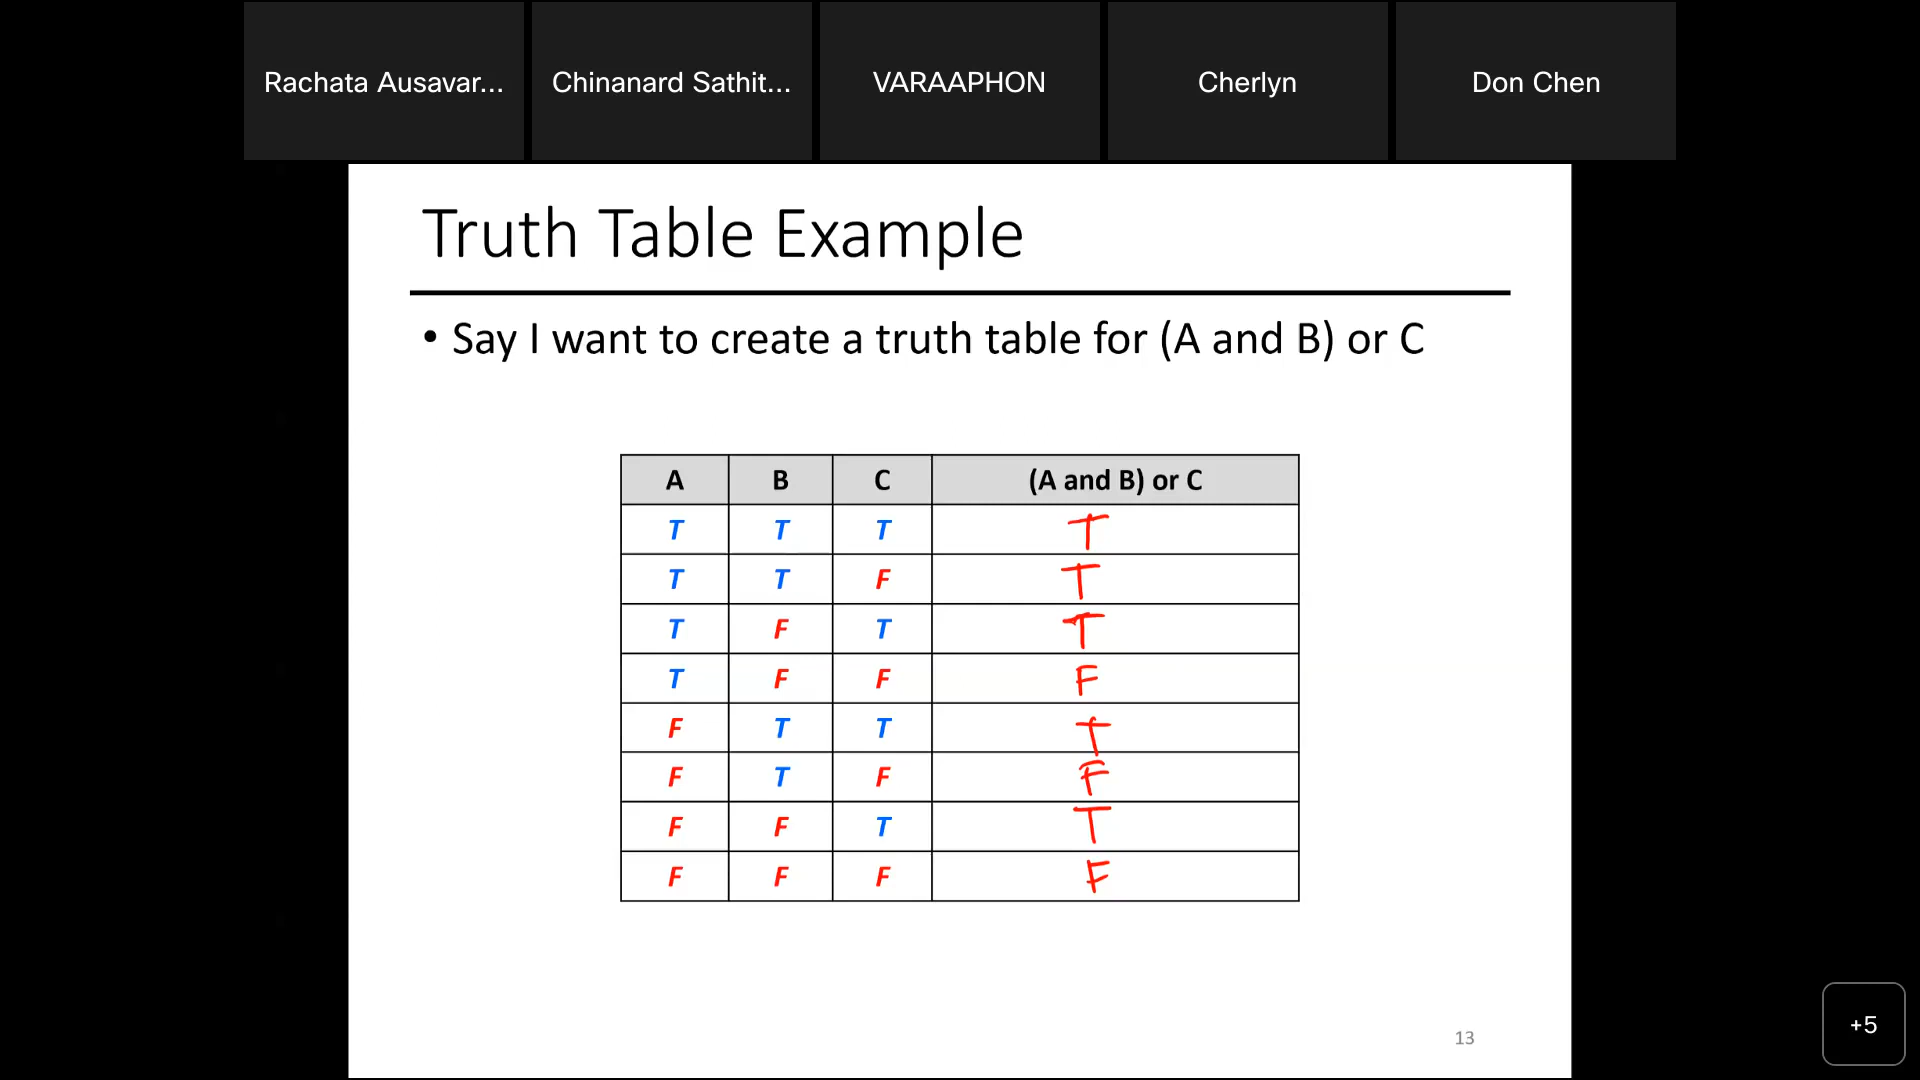 Rachata Ausavar... Chinanard Sathit... VARAAPHON Cherlyn Don Chen
Truth Table Example
• Say I want to create a truth table for (A and B) or C
A B C (A and B) or C
T T T T
T T F T
T F T T
T F F F
F T T T
F T F F
F F T T
F F F F
13
+5